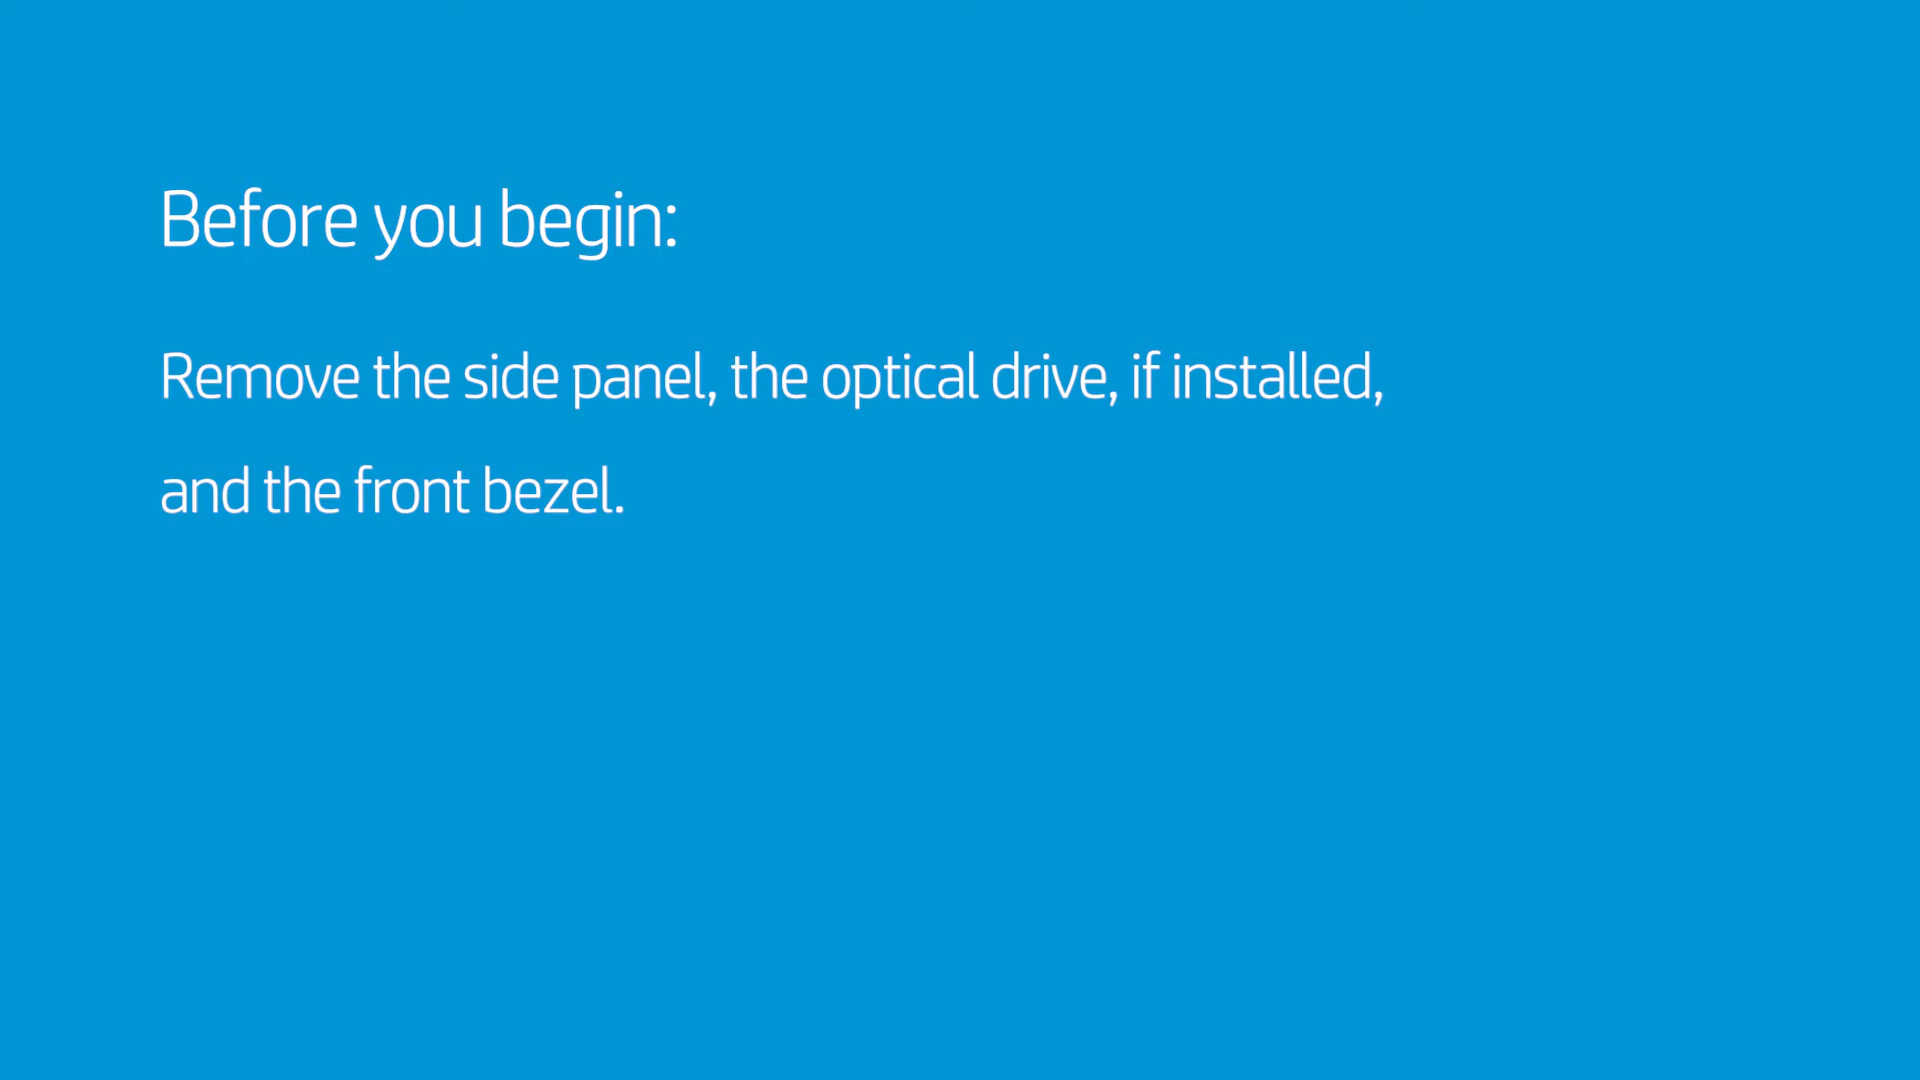 Before you begin:
Remove the side panel, the optical drive, if installed,
and the front bezel.